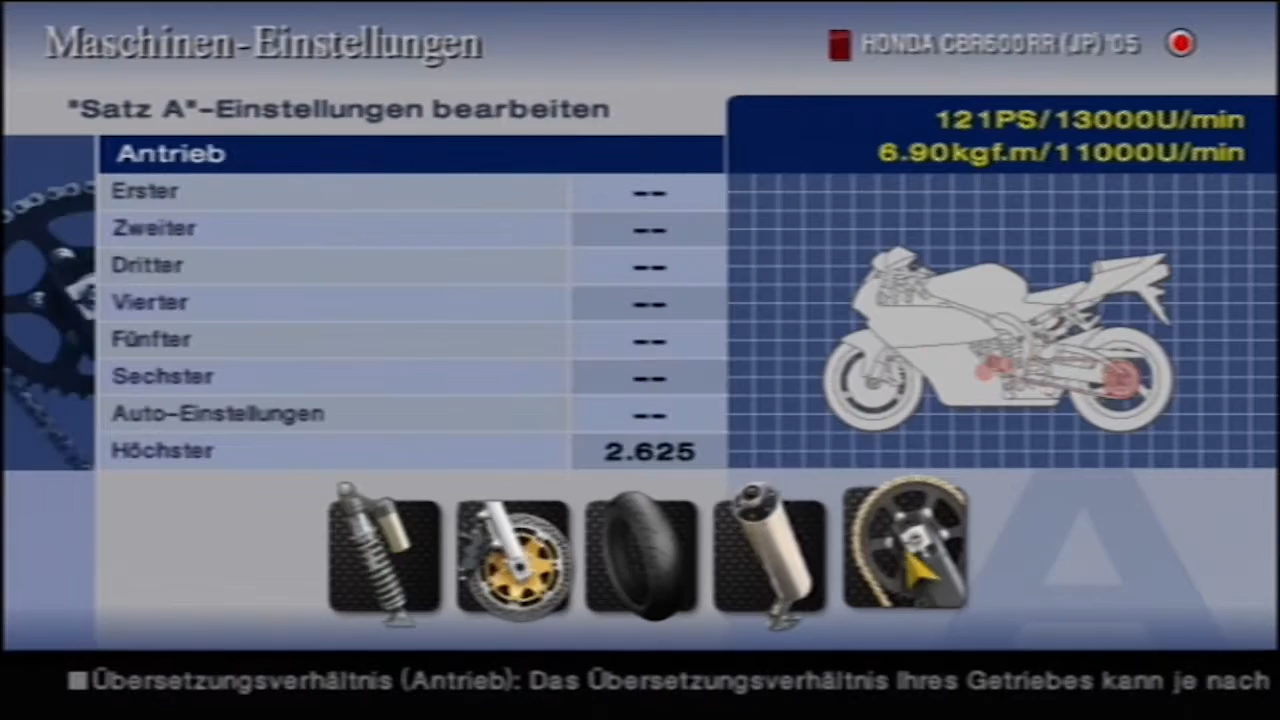 Maschinen-Einstellungen
HONDA CBR600RR (JP) '05
"Satz A"-Einstellungen bearbeiten
121PS/13000U/min
6.90kgf.m/11000U/min
Antrieb
Erster --
Zweiter --
Dritter --
Vierter --
Fünfter --
Sechster --
Auto-Einstellungen --
Höchster 2.625
A
■Übersetzungsverhältnis (Antrieb): Das Übersetzungsverhältnis Ihres Getriebes kann je nach